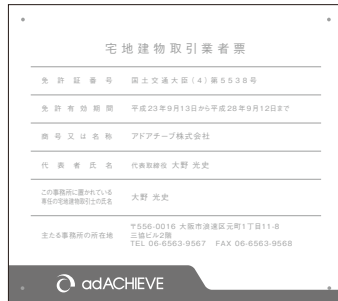 宅地建物取引業者票
免許証番号 国土交通大臣(4)第5538号
免許有効期間 平成23年9月13日から平成28年9月12日まで
商号又は名称 アドアチーブ株式会社
代表者氏名 代表取締役 大野 光史
この事務所に置かれている
専任の宅地建物取引士の氏名 大野 光史
主たる事務所の所在地 〒556-0016 大阪市浪速区元町1丁目11-8
三協ビル2階
TEL 06-6563-9567 FAX 06-6563-9568
adACHIEVE